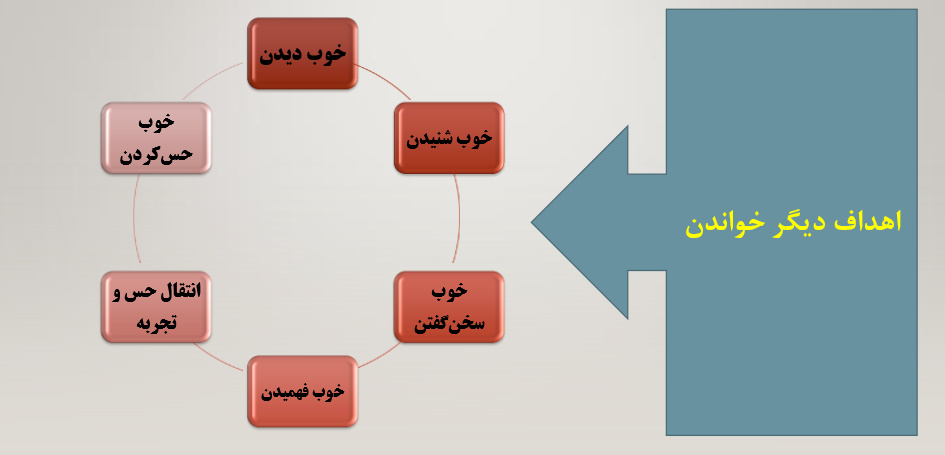 اهداف دیگر خواندن
خوب دیدن
خوب شنیدن
خوب
سخن‌گفتن
خوب فهمیدن
انتقال حس و
تجربه
خوب
حس‌کردن